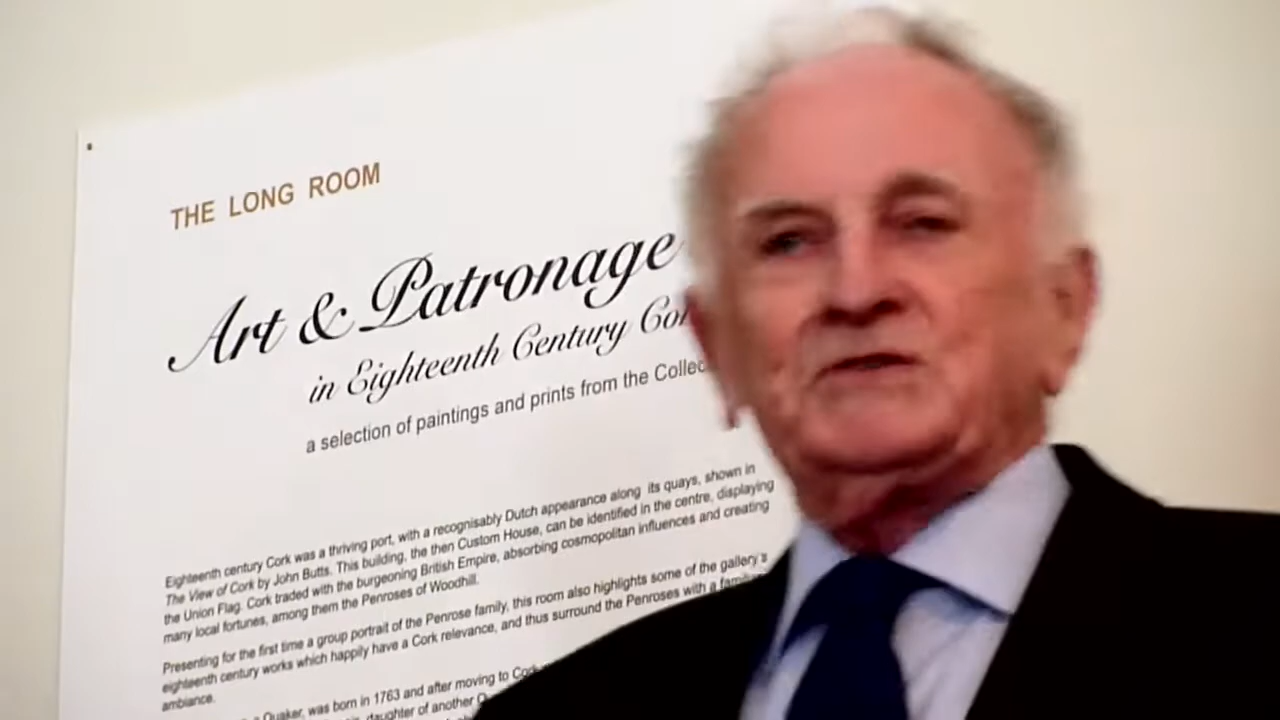 THE LONG ROOM
Art & Patronage
in Eighteenth Century
a selection of paintings and prints from the
Eighteenth century Cork was a thriving port, with a recognisably Dutch appearance along its quays, shown in
The View of Cork by John Butts. This building, the then Custom House, can be identified in the centre, displaying
the Union Flag. Cork traded with the burgeoning British Empire, absorbing cosmopolitan influences and creating
many local fortunes, among them the Penroses of Woodhill.
Presenting for the first time a group portrait of the Penrose family, this room also highlights some of the gallery's
eighteenth century works which happily have a Cork relevance, and thus surround the Penroses with a
ambiance.
Quaker, was born in 1763 and after moving to Cork
daughter of another